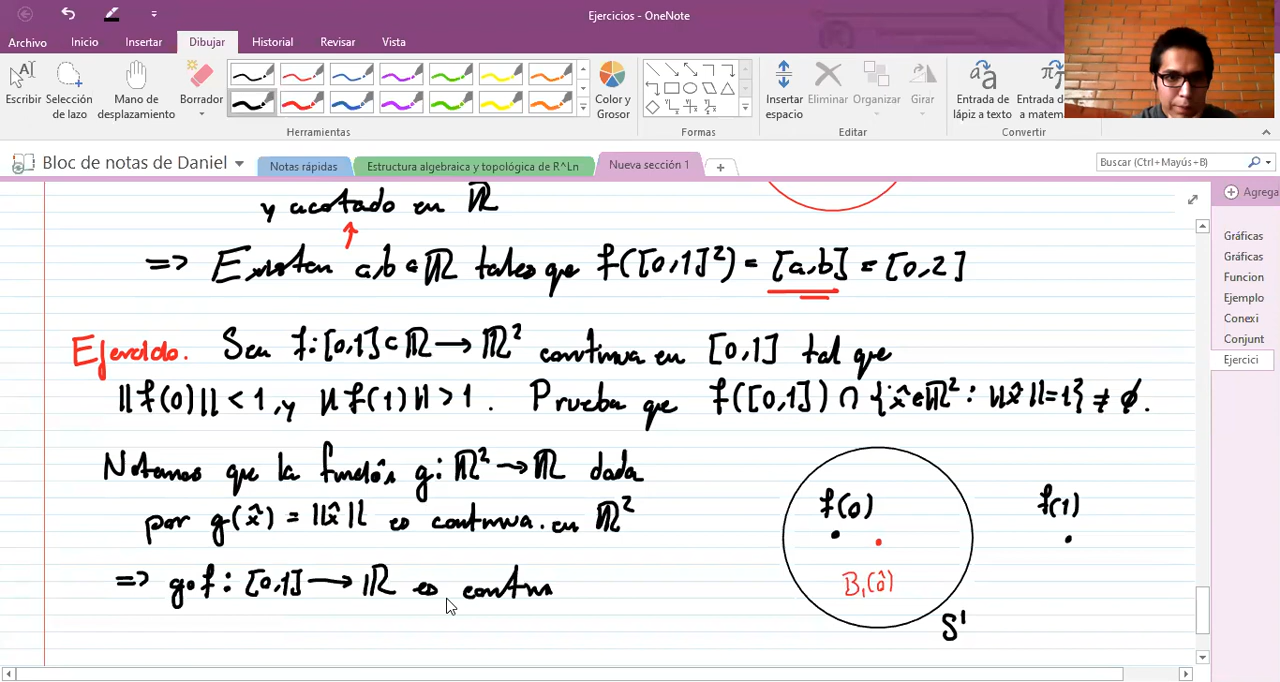 Ejercicios - OneNote
Archivo Inicio Insertar Dibujar Historial Revisar Vista
Escribir Selección de lazo Mano de desplazamiento Borrador Color y Grosor Insertar espacio Eliminar Organizar Girar Entrada de lápiz a texto Entrada de a matem
Herramientas Formas Editar Convertir
Bloc de notas de Daniel Notas rápidas Estructura algebraica y topológica de R^Ln Nueva sección 1 Buscar (Ctrl+Mayús+B)
Agrega
Gráficas
Gráficas
Funcion
Ejemplo
Conexi
Conjunt
Ejercici
y acotado en ℝ
=> Existen a,b ∈ ℝ tales que f([0,1]²) = [a,b] = [0,2]
Ejercicio. Sea f: [0,1] ⊂ ℝ → ℝ² continua en [0,1] tal que
||f(0)|| < 1, y ||f(1)|| > 1. Prueba que f([0,1]) ∩ {x̂ ∈ ℝ² : ||x̂|| = 1} ≠ ∅.
Notamos que la función g: ℝ² → ℝ dada
por g(x̂) = ||x̂|| es continua. en ℝ²
=> g∘f : [0,1] → ℝ es contnu
f(0) f(1)
B₁(ô)
S¹